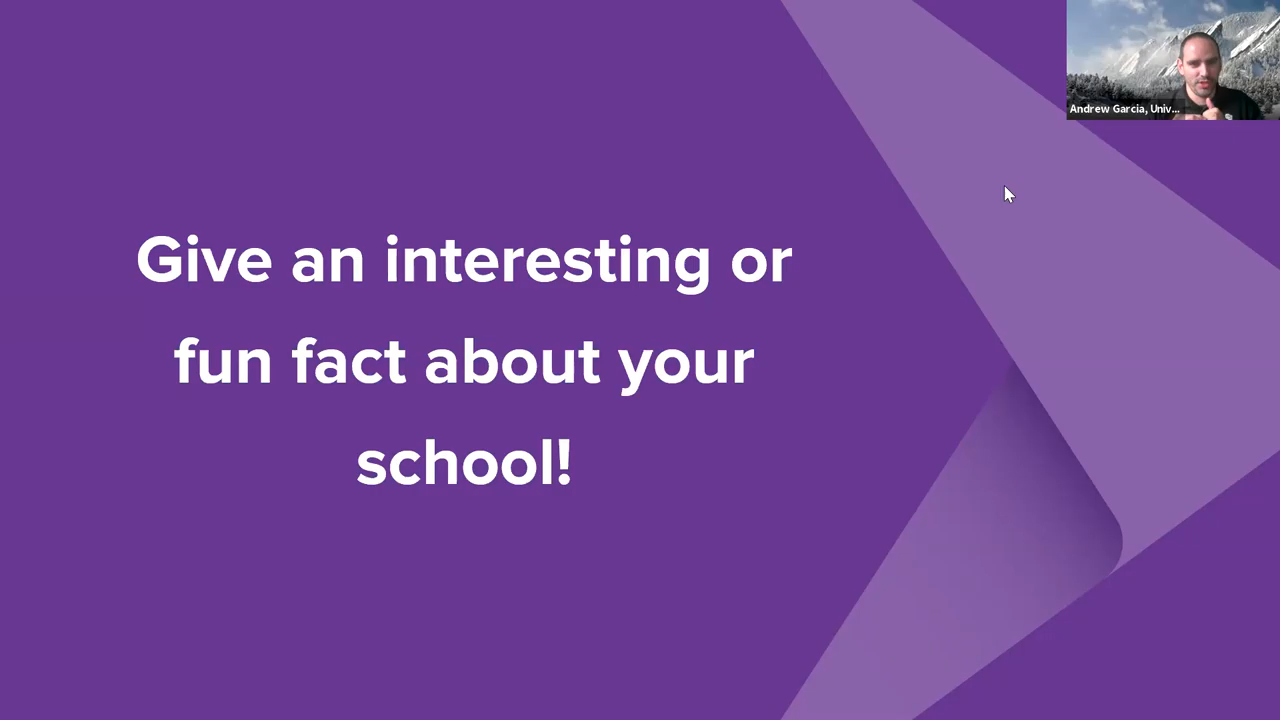 Andrew Garcia, Univ...
Give an interesting or
fun fact about your
school!